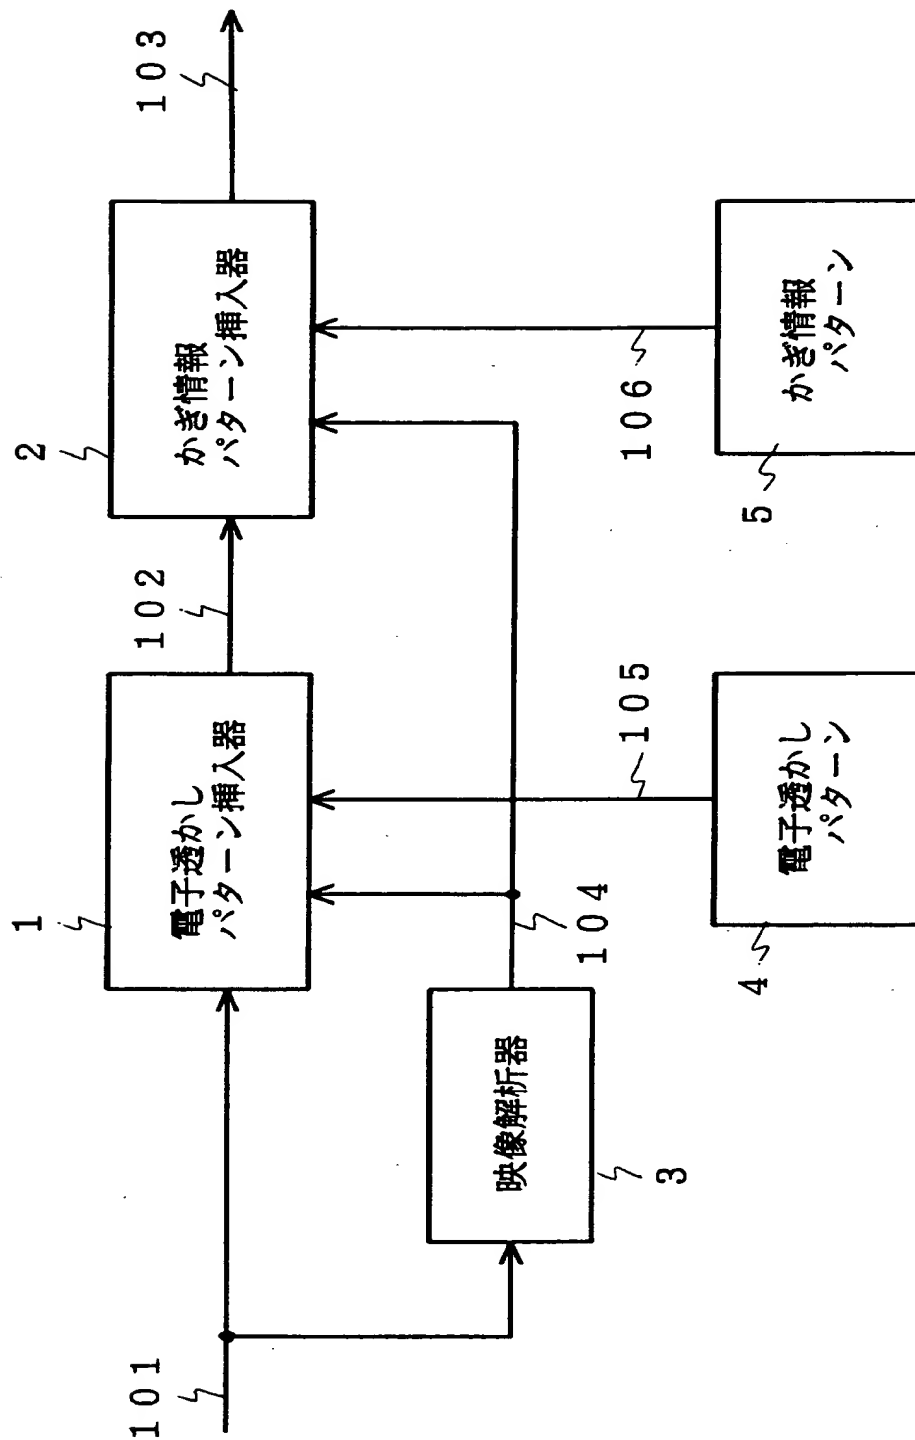 101
1
電子透かし
パターン挿入器
102
2
かぎ情報
パターン挿入器
103
映像解析器
3
104
105
106
4
電子透かし
パターン
5
かぎ情報
パターン